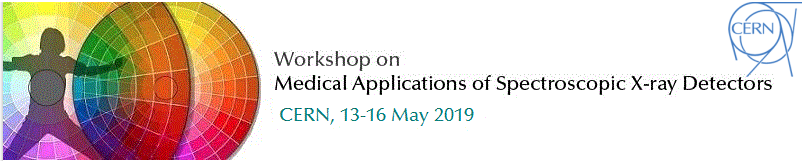 CERN
Workshop on
Medical Applications of Spectroscopic X-ray Detectors
CERN, 13-16 May 2019